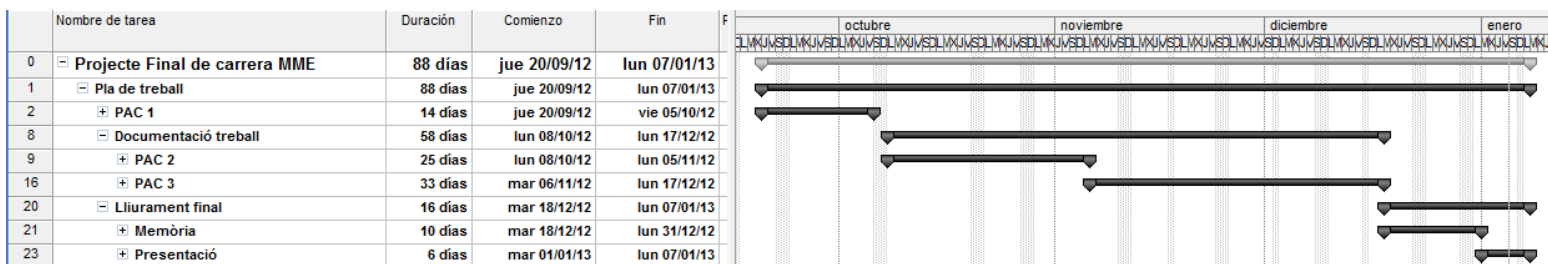 Nombre de tarea Duración Comienzo Fin F
octubre noviembre diciembre enero
0 Projecte Final de carrera MME 88 días jue 20/09/12 lun 07/01/13
1 Pla de treball 88 días jue 20/09/12 lun 07/01/13
2 PAC 1 14 días jue 20/09/12 vie 05/10/12
8 Documentació treball 58 días lun 08/10/12 lun 17/12/12
9 PAC 2 25 días lun 08/10/12 lun 05/11/12
16 PAC 3 33 días mar 06/11/12 lun 17/12/12
20 Lliurament final 16 días mar 18/12/12 lun 07/01/13
21 Memòria 10 días mar 18/12/12 lun 31/12/12
23 Presentació 6 días mar 01/01/13 lun 07/01/13